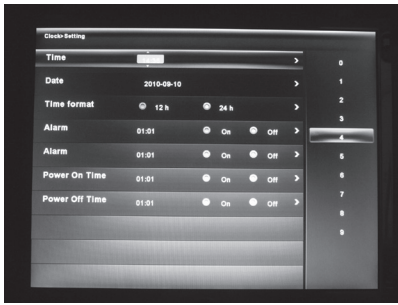 Clock> Setting
Time
Date 2010-09-10
Time format 12 h 24 h
Alarm 01:01 On Off
Alarm 01:01 On Off
Power On Time 01:01 On Off
Power Off Time 01:01 On Off
0
1
2
3
4
5
6
7
8
9